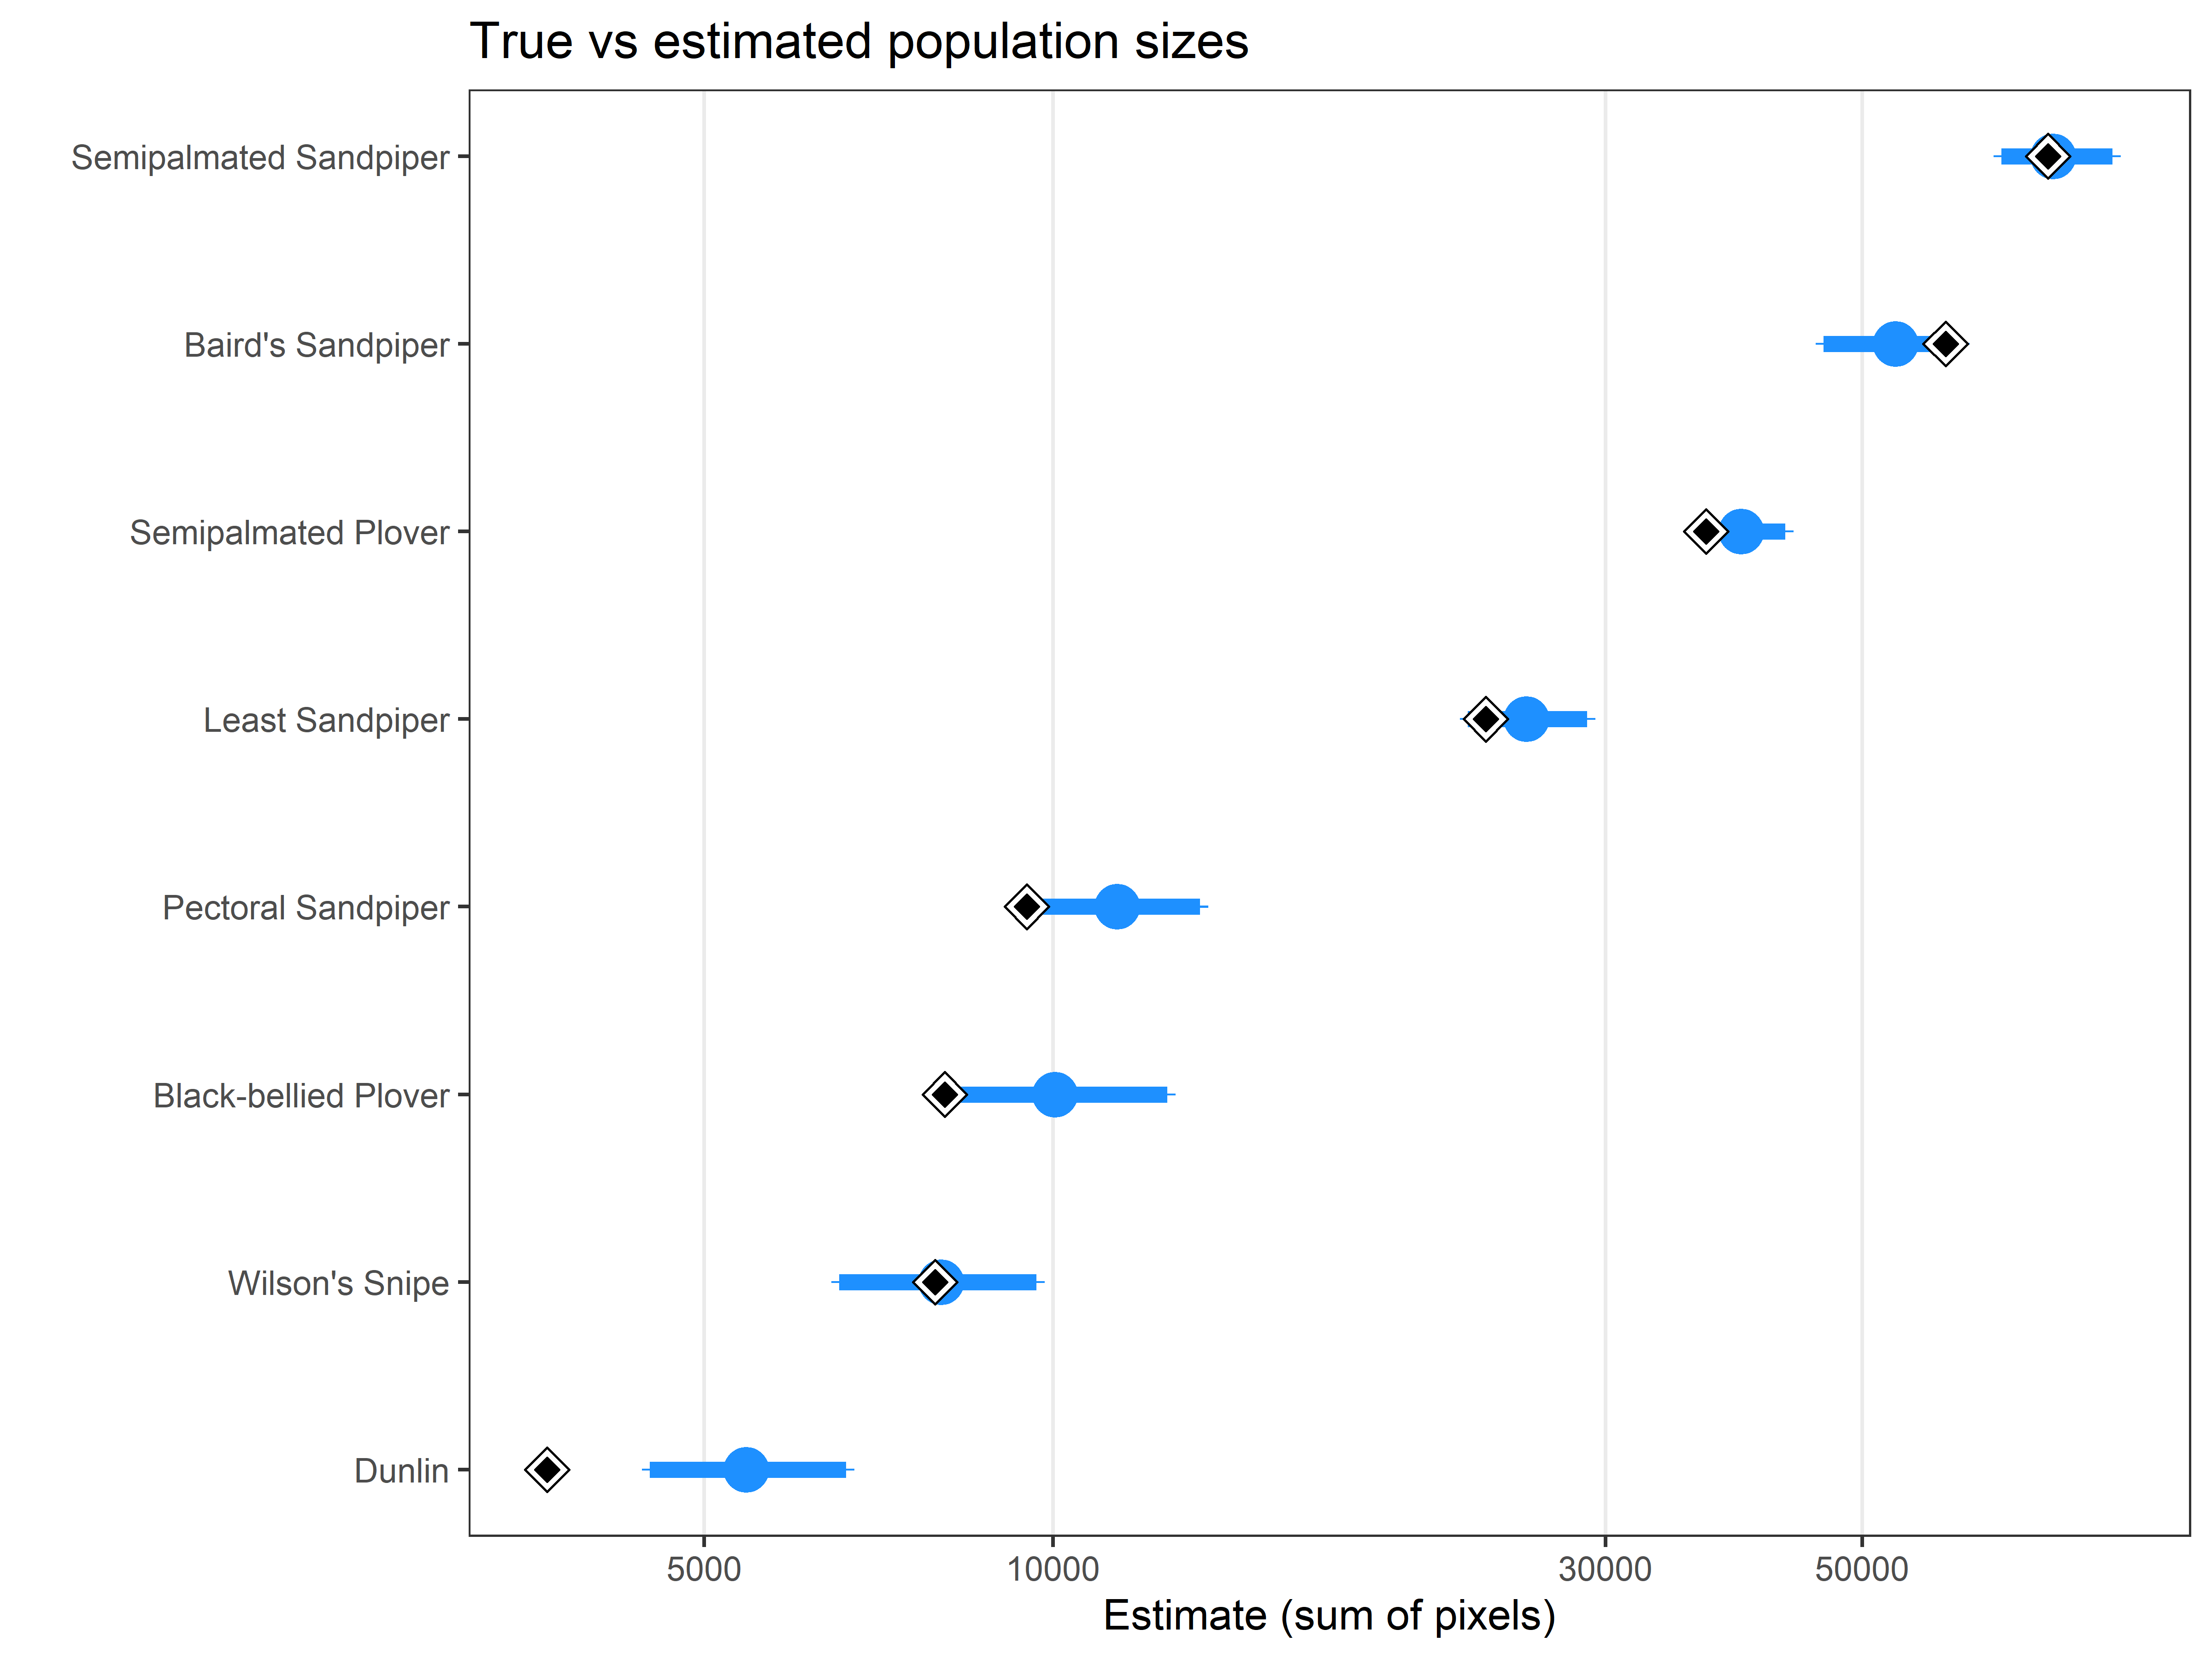 True vs estimated population sizes
Semipalmated Sandpiper
Baird's Sandpiper
Semipalmated Plover
Least Sandpiper
Pectoral Sandpiper
Black-bellied Plover
Wilson's Snipe
Dunlin
5000 10000 30000 50000
Estimate (sum of pixels)